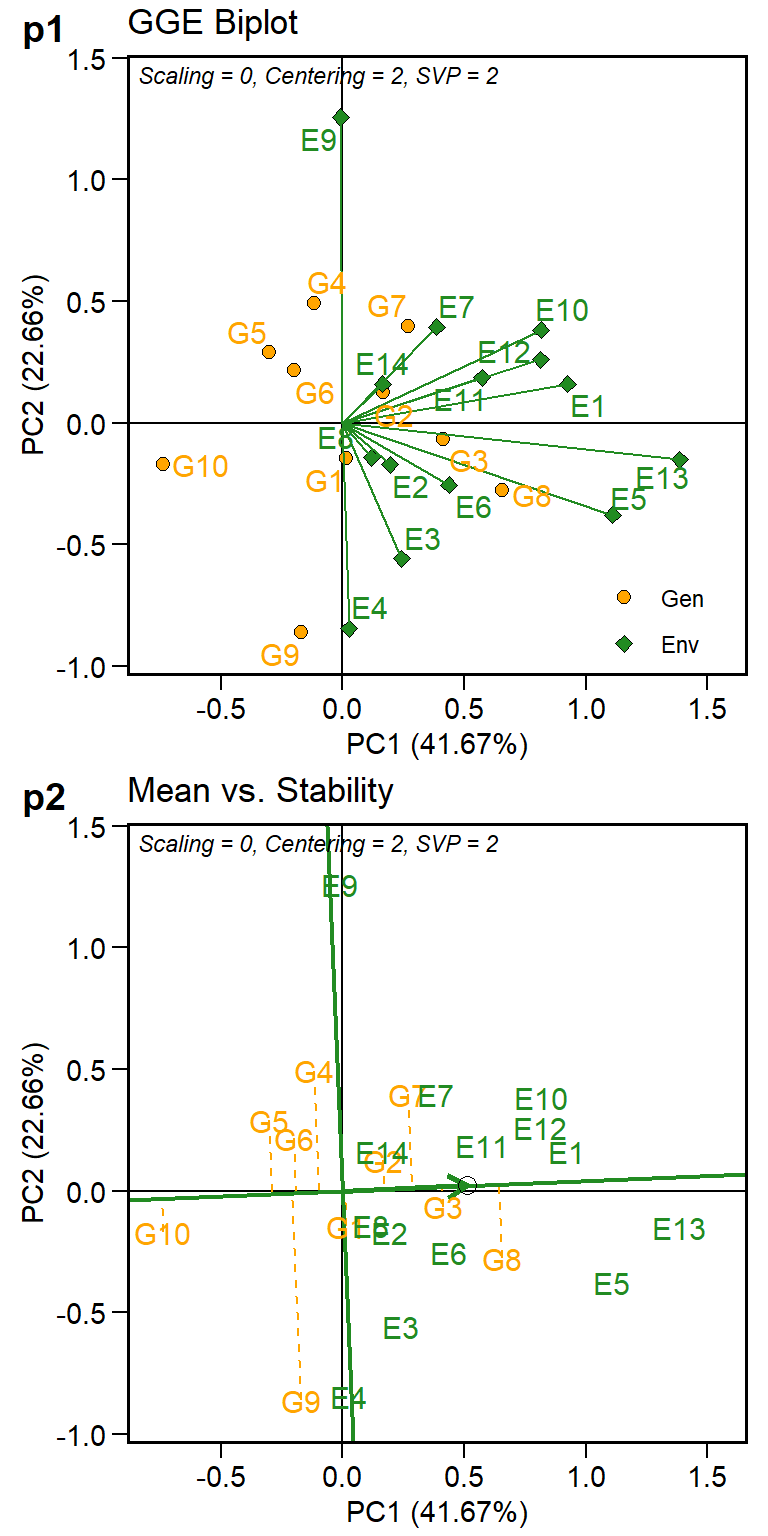 p1
GGE Biplot
Scaling = 0, Centering = 2, SVP = 2
1.5
1.0
0.5
0.0
-0.5
-1.0
PC2 (22.66%)
E9
G4
G7
E7
E10
G5
E14
E12
G6
E11
G2
E1
E8
G10
G1
G3
E13
E2
G8
E5
E6
E3
E4
G9
Gen
Env
-0.5
0.0
0.5
1.0
1.5
PC1 (41.67%)
p2
Mean vs. Stability
Scaling = 0, Centering = 2, SVP = 2
1.5
1.0
0.5
0.0
-0.5
-1.0
PC2 (22.66%)
E9
G4
G7
E7
E10
G5
G6
E12
E14
G2
E11
E1
G3
G10
G1
E8
E2
E13
E6
G8
E5
E3
G9
E4
-0.5
0.0
0.5
1.0
1.5
PC1 (41.67%)